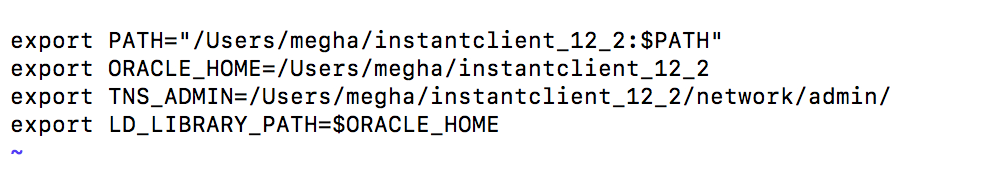 export PATH="/Users/megha/instantclient_12_2:$PATH"
export ORACLE_HOME=/Users/megha/instantclient_12_2
export TNS_ADMIN=/Users/megha/instantclient_12_2/network/admin/
export LD_LIBRARY_PATH=$ORACLE_HOME
~